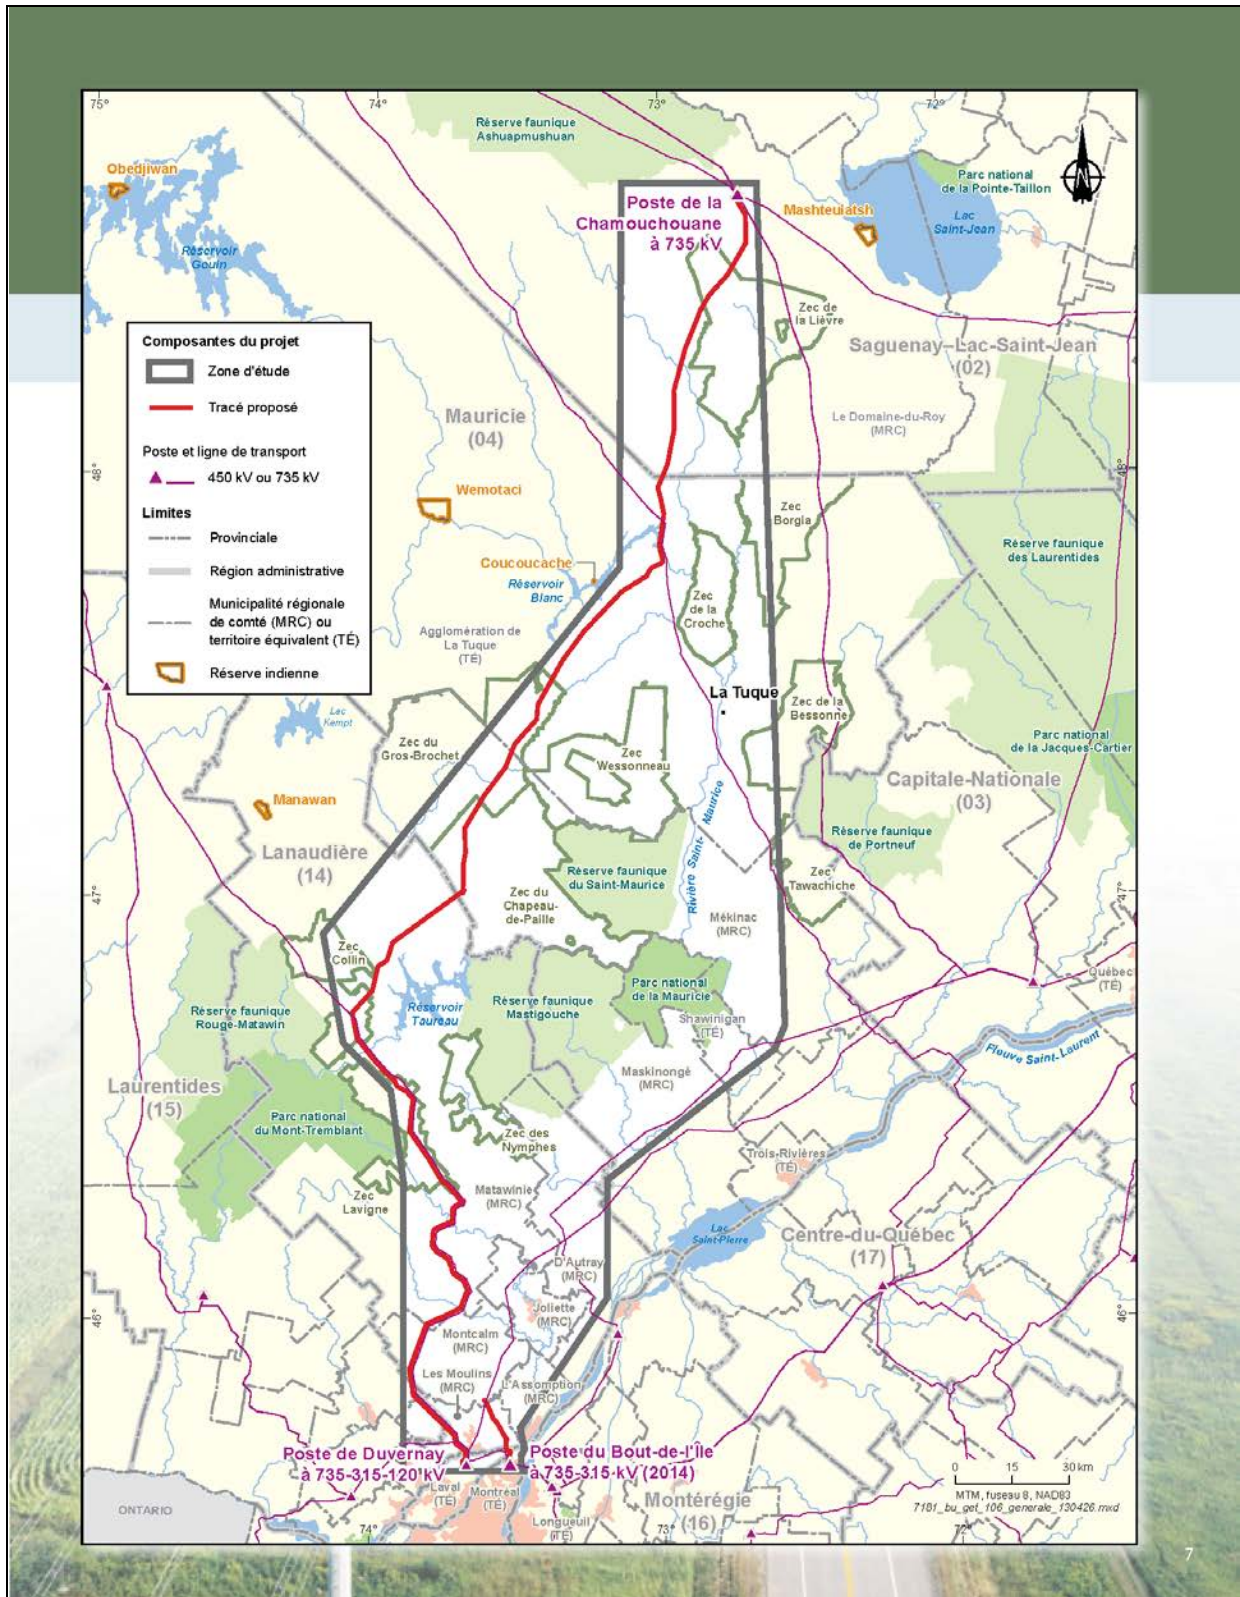 75°
74°
73°
72°
Réserve faunique
Ashuapmushuan
N
Obedjiwan
Réservoir
Gouin
Poste de la
Chamouchouane
à 735 kV
Mashteuiatsh
Parc national
de la Pointe-Taillon
Lac
Saint-Jean
Zec de
la Lièvre
Saguenay–Lac-Saint-Jean
(02)
Le Domaine-du-Roy
(MRC)
Composantes du projet
Zone d'étude
Tracé proposé
Poste et ligne de transport
450 kV ou 735 kV
Limites
Provinciale
Région administrative
Municipalité régionale
de comté (MRC) ou
territoire équivalent (TÉ)
Réserve indienne
Mauricie
(04)
48°
48°
Wemotaci
Zec
Borgia
Réserve faunique
des Laurentides
Coucoucache
Réservoir
Blanc
Zec
de la
Croche
Agglomération de
La Tuque
(TÉ)
La Tuque
Zec de la
Bessonne
Lac
Kempt
Zec du
Gros-Brochet
Zec
Wessonneau
Parc national
de la Jacques-Cartier
Capitale-Nationale
(03)
Manawan
Rivière Saint-Maurice
Réserve faunique
de Portneuf
Lanaudière
(14)
Réserve faunique
du Saint-Maurice
Zec
Tawachiche
47°
47°
Zec du
Chapeau-
de-Paille
Mékinac
(MRC)
Zec
Collin
Parc national
de la Mauricie
Québec
(TÉ)
Réserve faunique
Rouge-Matawin
Réservoir
Taureau
Réserve faunique
Mastigouche
Shawinigan
(TÉ)
Fleuve Saint-Laurent
Maskinongé
(MRC)
Laurentides
(15)
Parc national
du Mont-Tremblant
Zec des
Nymphes
Trois-Rivières
(TÉ)
Zec
Lavigne
Matawinie
(MRC)
Lac
Saint-Pierre
Centre-du-Québec
(17)
D'Autray
(MRC)
46°
46°
Joliette
(MRC)
Montcalm
(MRC)
Les Moulins
(MRC)
L'Assomption
(MRC)
Poste de Duvernay
à 735-315-120 kV
Poste du Bout-de-l'Île
à 735-315 kV (2014)
0 15 30 km
MTM, fuseau 8, NAD83
7181_bu_get_106_generale_130426.mxd
Laval
(TÉ)
Montréal
(TÉ)
Longueuil
(TÉ)
Montérégie
(16)
ONTARIO
74°
73°
72°
7